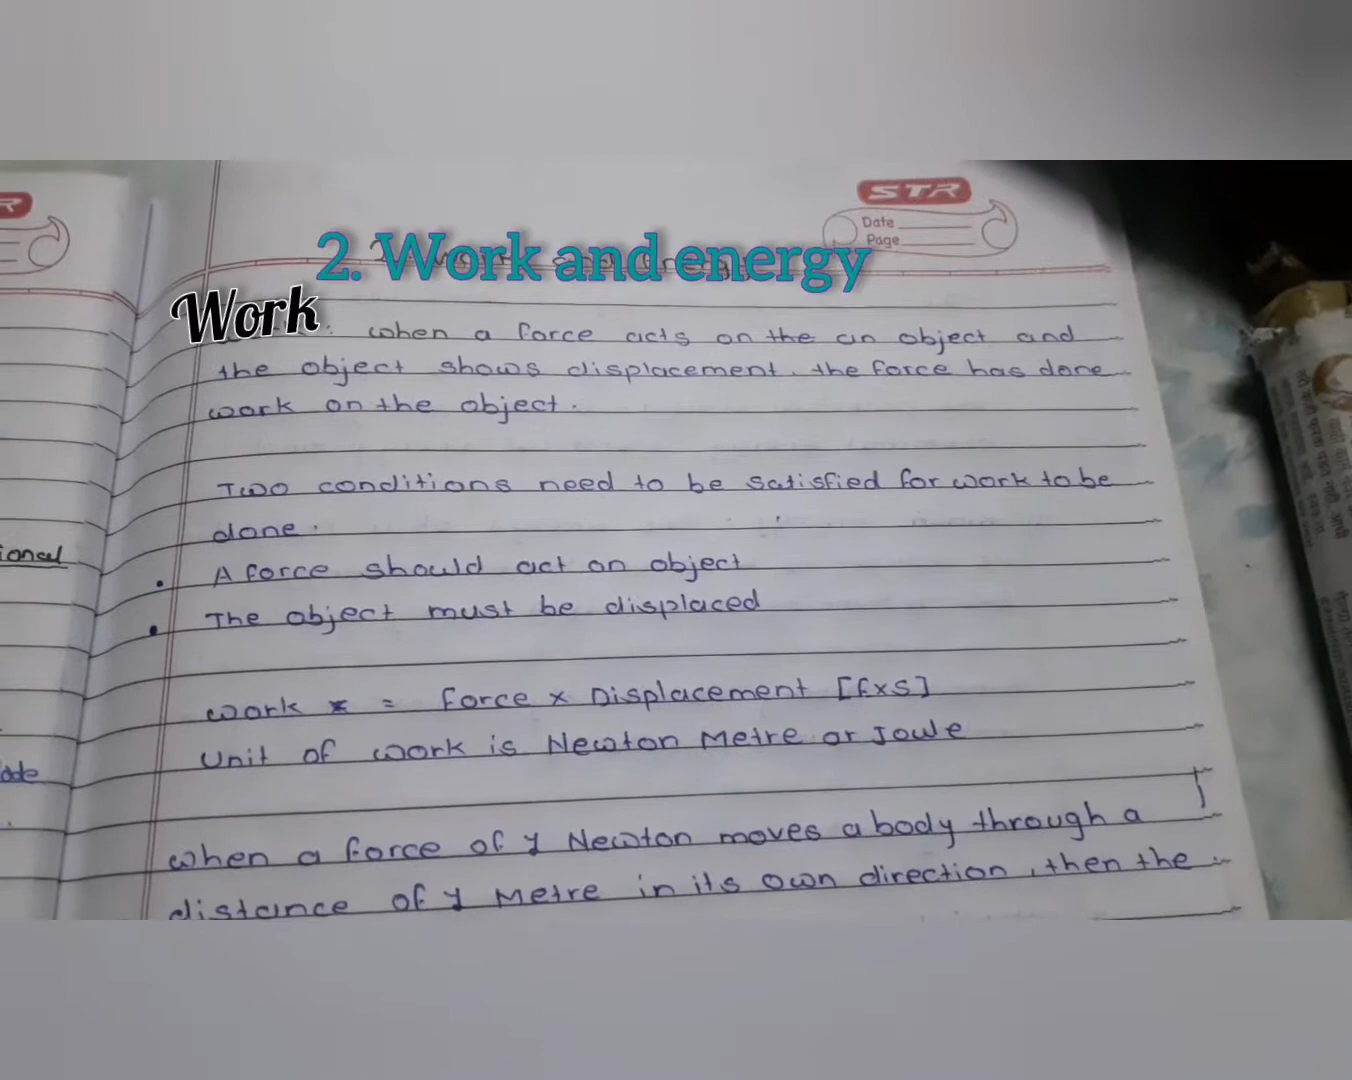 STR
Date
Page
2. Work and energy
Work : when a force acts on the an object and
the object shows displacement. the force has done
work on the object.
Two conditions need to be satisfied for work to be
done.
• A force should act on object
• The object must be displaced
work = force x Displacement [fxs]
Unit of work is Newton Metre or Joule
when a force of 1 Newton moves a body through a
distance of 1 Metre in its own direction, then the
ional